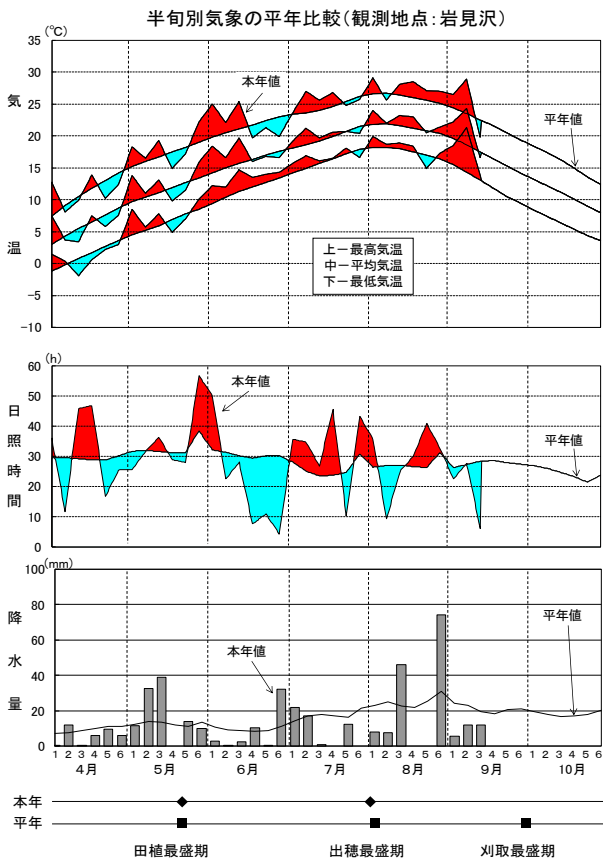 半旬別気象の平年比較(観測地点:岩見沢)
(℃)
35
30
25
20
15
10
5
0
-5
-10
気温
本年値
平年値
上-最高気温
中-平均気温
下-最低気温
(h)
60
50
40
30
20
10
0
日照時間
本年値
平年値
(mm)
100
80
60
40
20
0
降水量
本年値
平年値
1 2 3 4 5 6 1 2 3 4 5 6 1 2 3 4 5 6 1 2 3 4 5 6 1 2 3 4 5 6 1 2 3 4 5 6 1 2 3 4 5 6
4月 5月 6月 7月 8月 9月 10月
本年
平年
田植最盛期 出穂最盛期 刈取最盛期